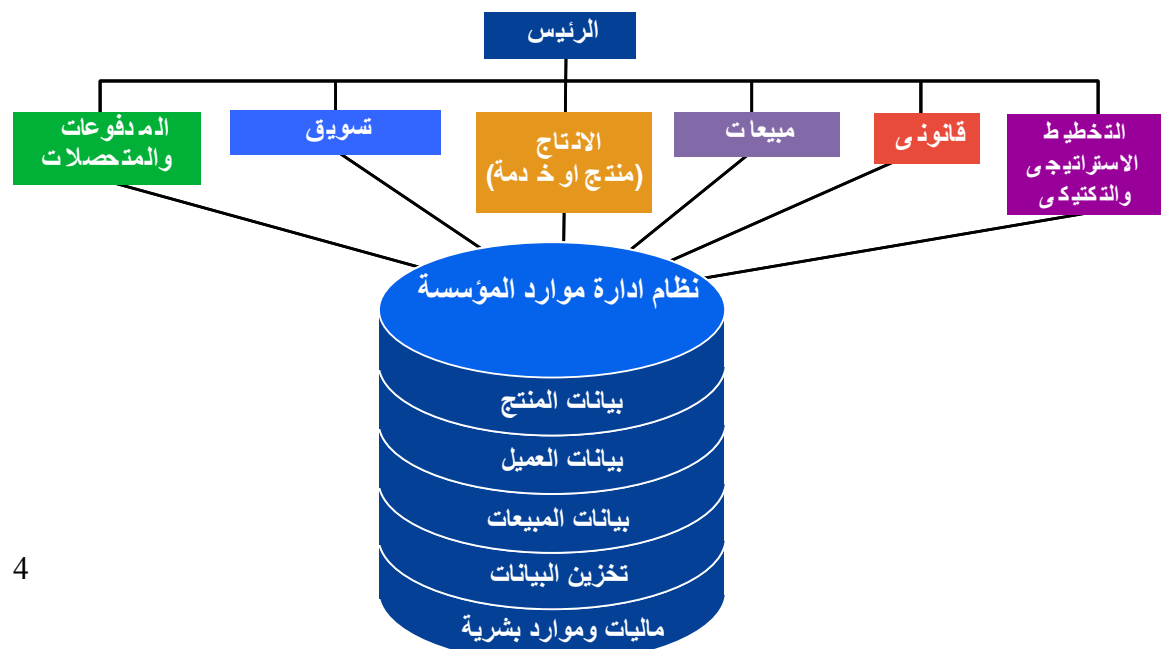 الرئيس
المدفوعات
والمتحصلات
تسويق
الانتاج
(منتج او خدمة)
مبيعات
قانونى
التخطيط
الاستراتيجى
والتكتيكى
نظام ادارة موارد المؤسسة
بيانات المنتج
بيانات العميل
بيانات المبيعات
تخزين البيانات
ماليات وموارد بشرية
4